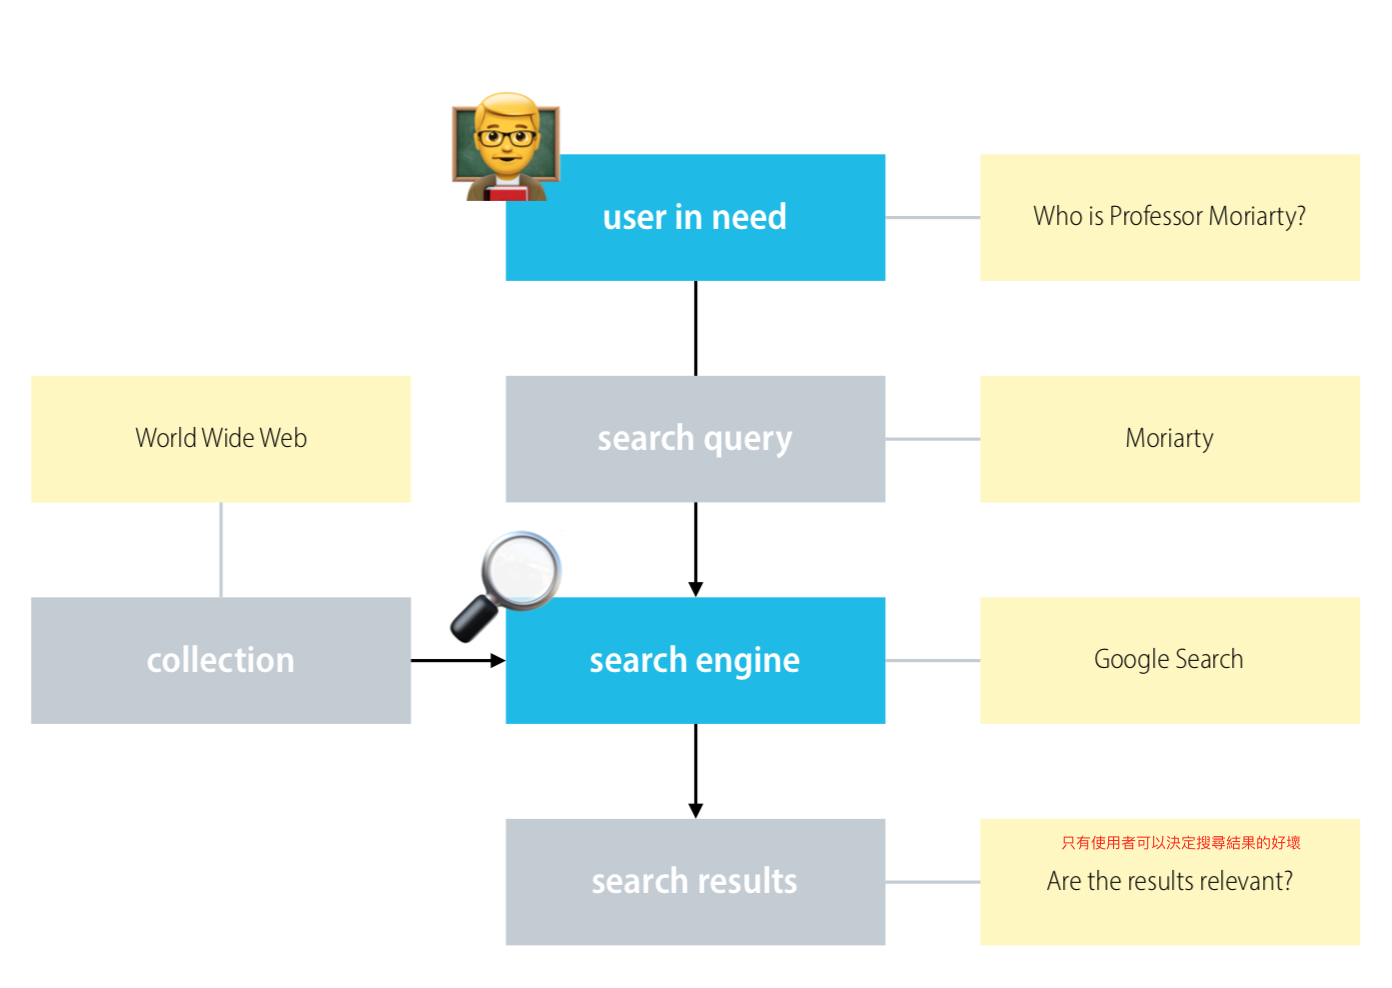 user in need
Who is Professor Moriarty?
World Wide Web
search query
Moriarty
collection
search engine
Google Search
search results
只有使用者可以決定搜尋結果的好壞
Are the results relevant?